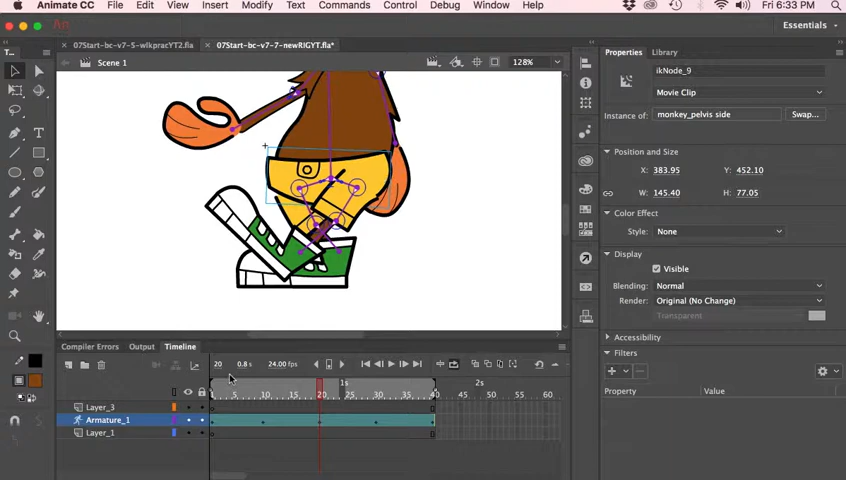 Animate CC File Edit View Insert Modify Text Commands Control Debug Window Help
Fri 6:33 PM
An
Essentials
T...
07Start-bc-v7-5-wlkpracYT2.fla
07Start-bc-v7-7-newRIGYT.fla*
Scene 1
128%
Properties Library
ikNode_9
Movie Clip
Instance of: monkey_pelvis side Swap...
Position and Size
X: 383.95 Y: 452.10
W: 145.40 H: 77.05
Color Effect
Style: None
Display
Visible
Blending: Normal
Render: Original (No Change)
Transparent
Accessibility
Filters
Property Value
Compiler Errors Output Timeline
20 0.8 s 24.00 fps
1s 2s
1 5 10 15 20 25 30 35 40 45 50 55 60
Layer_3
Armature_1
Layer_1